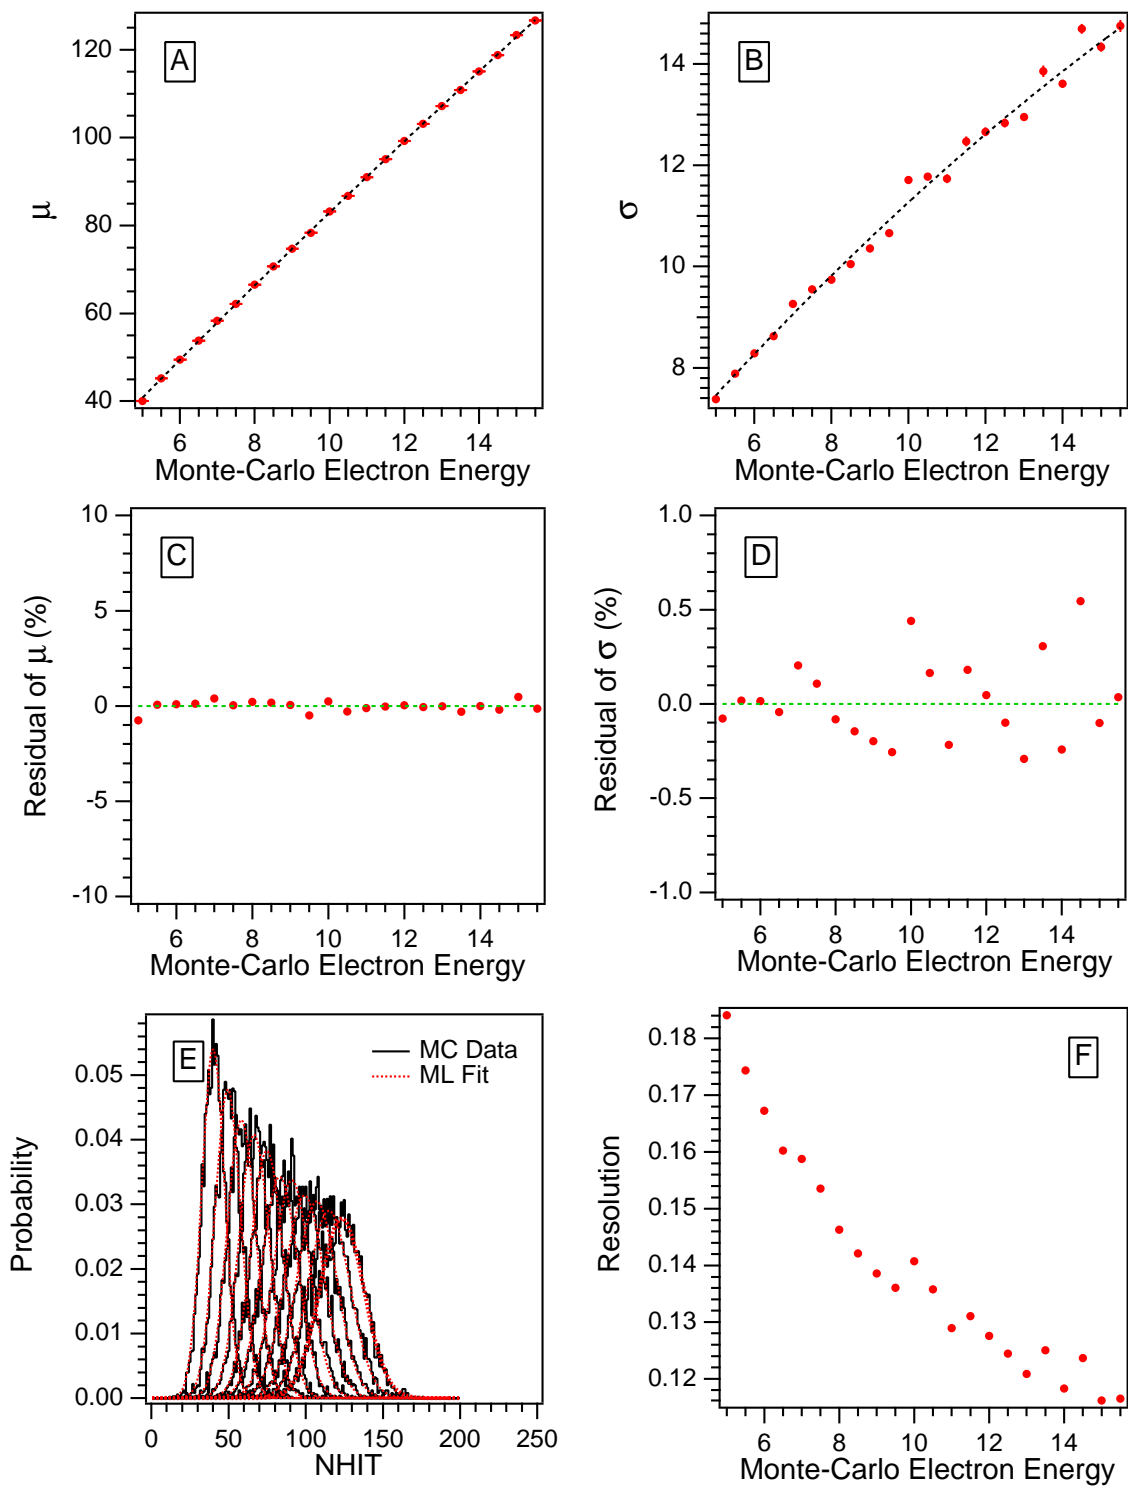 A
μ
120
100
80
60
40
6 8 10 12 14
Monte-Carlo Electron Energy
B
σ
14
12
10
8
6 8 10 12 14
Monte-Carlo Electron Energy
C
Residual of μ (%)
10
5
0
-5
-10
6 8 10 12 14
Monte-Carlo Electron Energy
D
Residual of σ (%)
1.0
0.5
0.0
-0.5
-1.0
6 8 10 12 14
Monte-Carlo Electron Energy
E
MC Data
ML Fit
Probability
0.05
0.04
0.03
0.02
0.01
0.00
0 50 100 150 200 250
NHIT
F
Resolution
0.18
0.17
0.16
0.15
0.14
0.13
0.12
6 8 10 12 14
Monte-Carlo Electron Energy